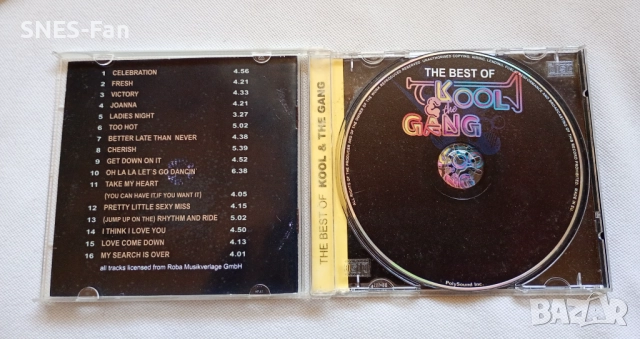 SNES-Fan
1 CELEBRATION 4.56
2 FRESH 4.21
3 VICTORY 4.33
4 JOANNA 4.21
5 LADIES NIGHT 3.27
6 TOO HOT 5.02
7 BETTER LATE THAN NEVER 4.38
8 CHERISH 5.39
9 GET DOWN ON IT 4.52
10 OH LA LA LET´S GO DANCIN´ 6.38
11 TAKE MY HEART
(YOU CAN HAVE IT,IF YOU WANT IT) 4.05
12 PRETTY LITTLE SEXY MISS 4.15
13 (JUMP UP ON THE) RHYTHM AND RIDE 5.02
14 I THINK I LOVE YOU 4.50
15 LOVE COME DOWN 4.13
16 MY SEARCH IS OVER 4.01
all tracks licensed from Roba Musikverlage GmbH
THE BEST OF KOOL & THE GANG
THE BEST OF
KOOL
&
GANG
PolySound Inc.
BAZAR